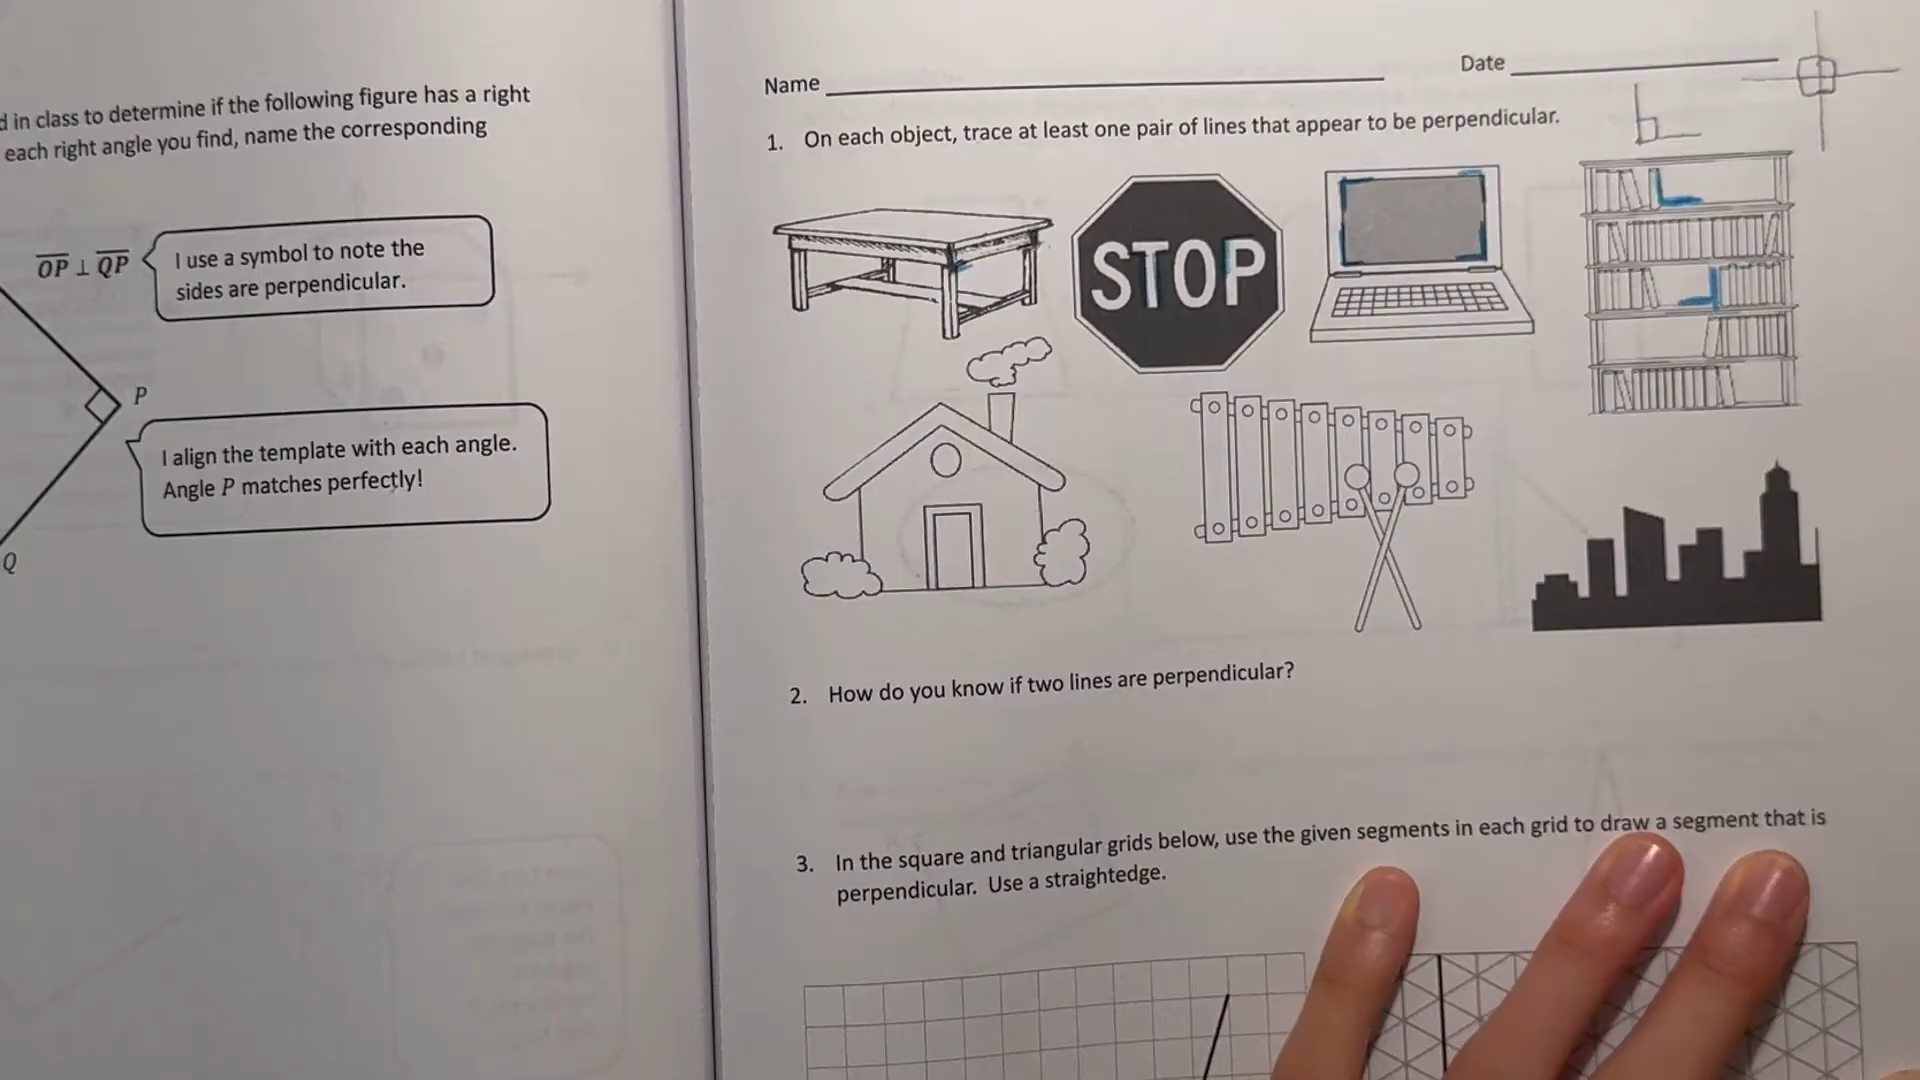 in class to determine if the following figure has a right
each right angle you find, name the corresponding
OP ⊥ QP
I use a symbol to note the
sides are perpendicular.
P
I align the template with each angle.
Angle P matches perfectly!
Q
Name
Date
1. On each object, trace at least one pair of lines that appear to be perpendicular.
STOP
2. How do you know if two lines are perpendicular?
3. In the square and triangular grids below, use the given segments in each grid to draw a segment that is
perpendicular. Use a straightedge.